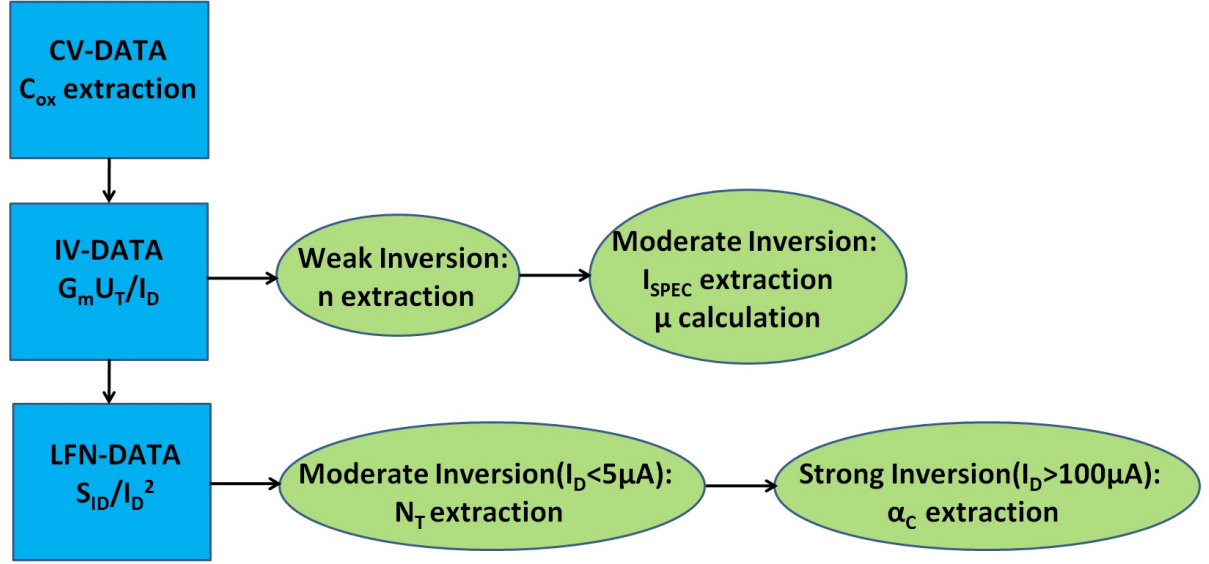 CV-DATA
Cox extraction
IV-DATA
GmUT/ID
Weak Inversion:
n extraction
Moderate Inversion:
ISPEC extraction
μ calculation
LFN-DATA
SID/ID²
Moderate Inversion(ID<5μA):
NT extraction
Strong Inversion(ID>100μA):
αC extraction